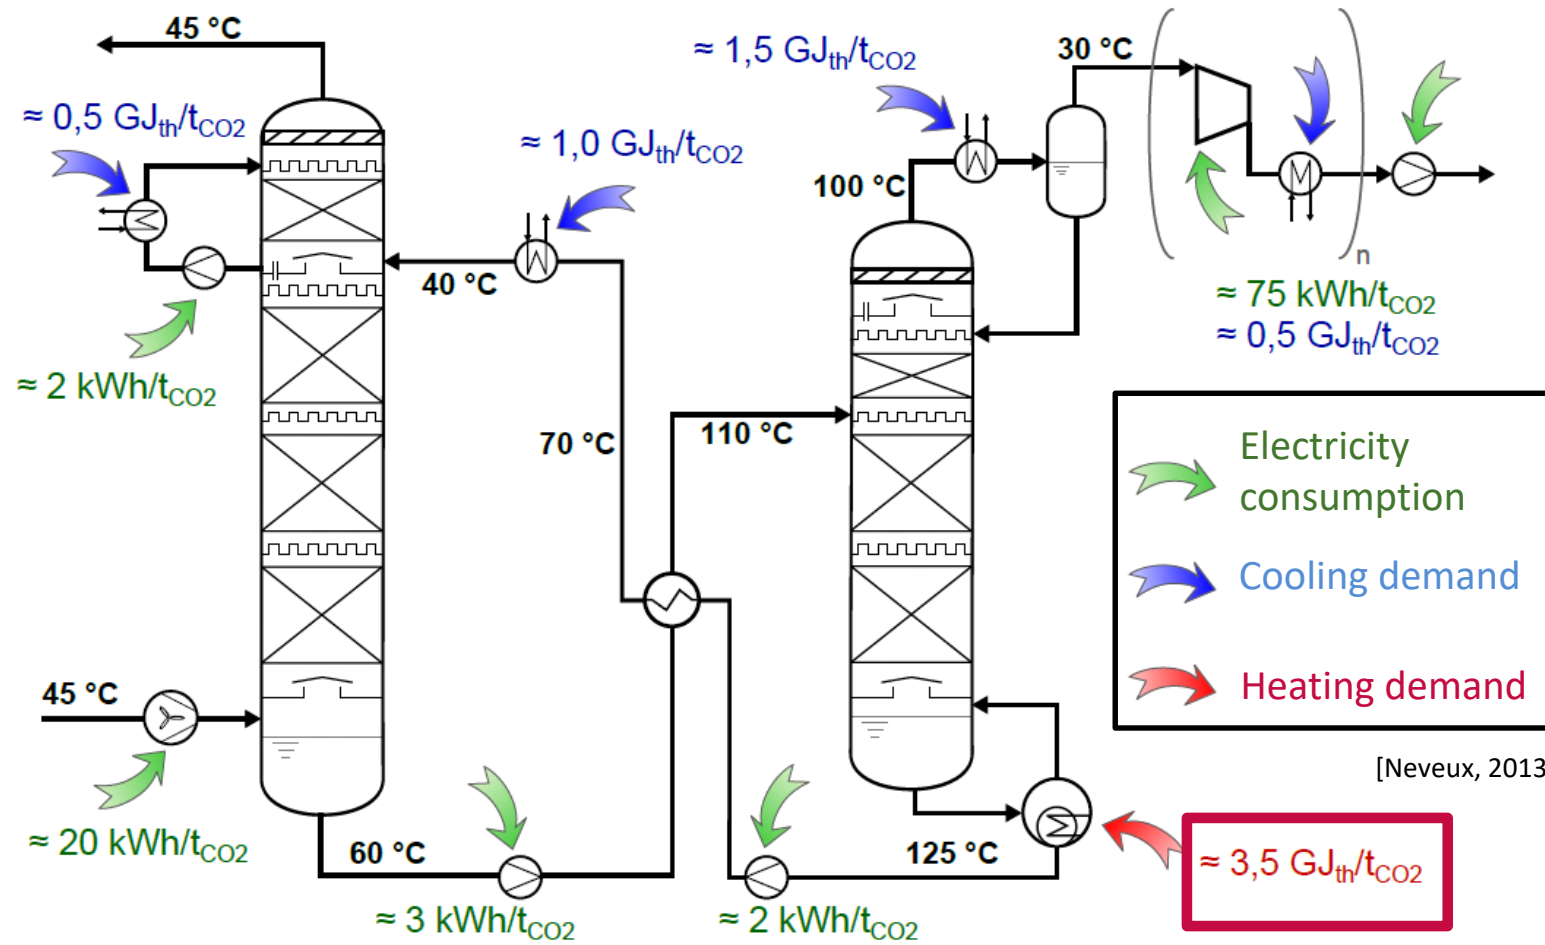 45 °C
≈ 0,5 GJth/tCO2
≈ 2 kWh/tCO2
45 °C
≈ 20 kWh/tCO2
60 °C
≈ 3 kWh/tCO2
≈ 1,0 GJth/tCO2
40 °C
70 °C
110 °C
≈ 2 kWh/tCO2
125 °C
≈ 3,5 GJth/tCO2
100 °C
≈ 1,5 GJth/tCO2
30 °C
n
≈ 75 kWh/tCO2
≈ 0,5 GJth/tCO2
Electricity
consumption
Cooling demand
Heating demand
[Neveux, 2013